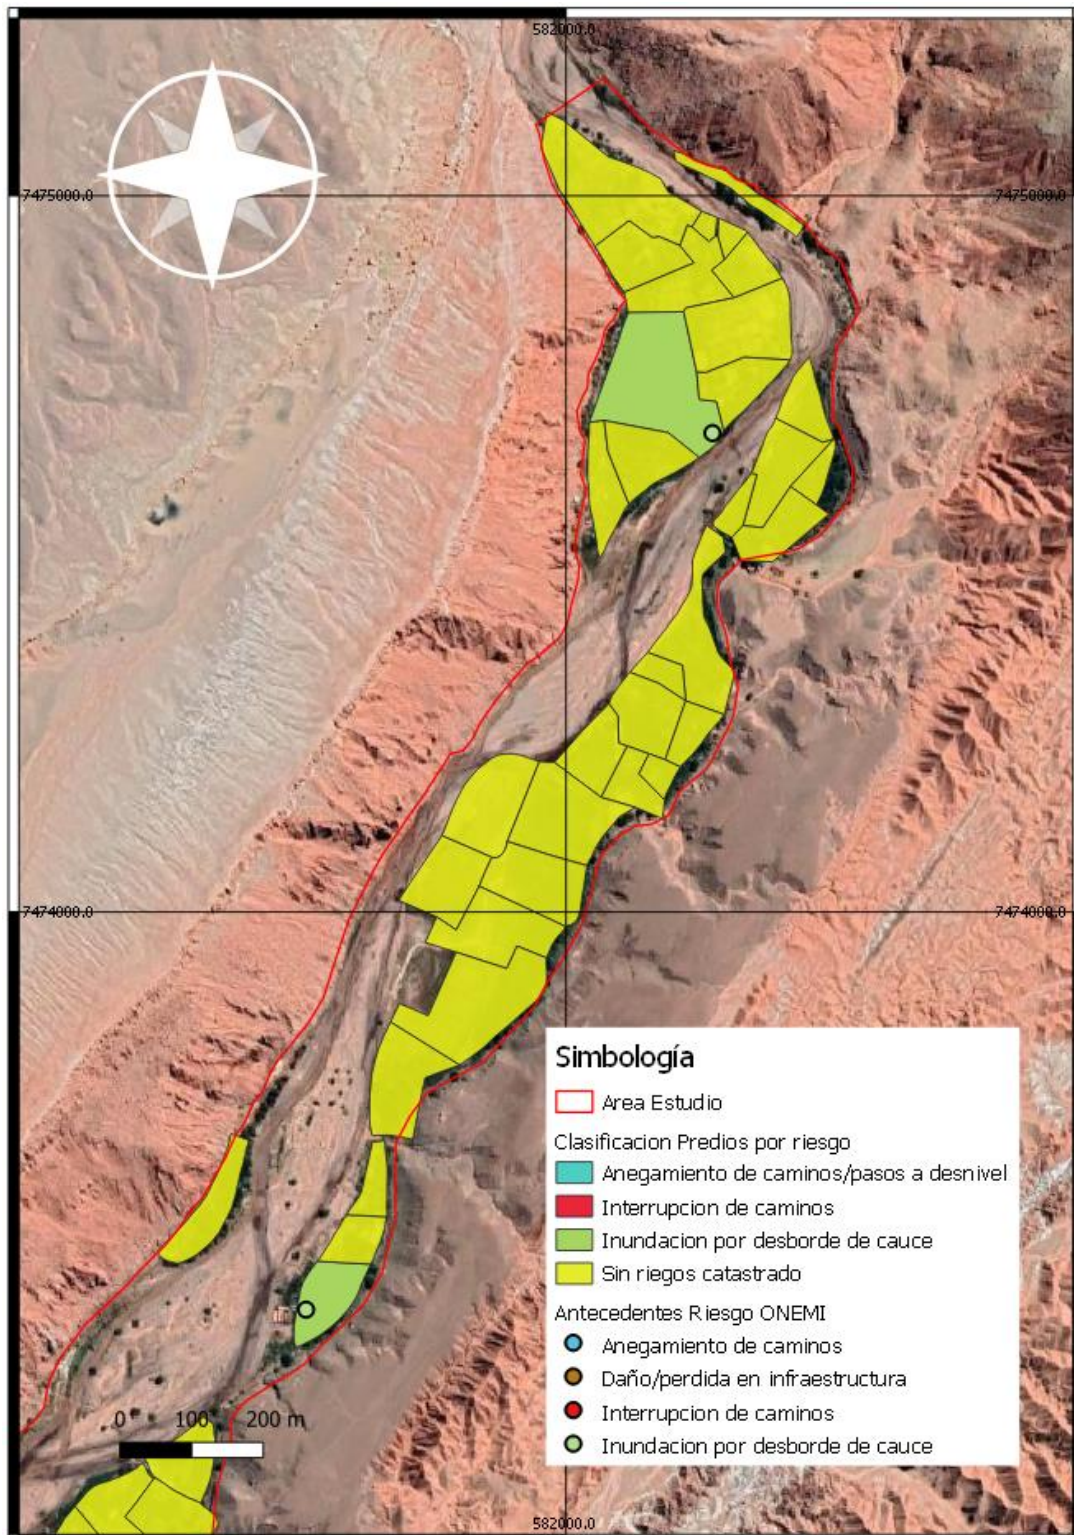 582000.0
7475000.0 7475000.0
7474000.0 7474000.0
Simbología
Area Estudio
Clasificacion Predios por riesgo
Anegamiento de caminos/pasos a desnivel
Interrupcion de caminos
Inundacion por desborde de cauce
Sin riegos catastrado
Antecedentes Riesgo ONEMI
Anegamiento de caminos
Daño/perdida en infraestructura
Interrupcion de caminos
Inundacion por desborde de cauce
0 100 200 m
582000.0